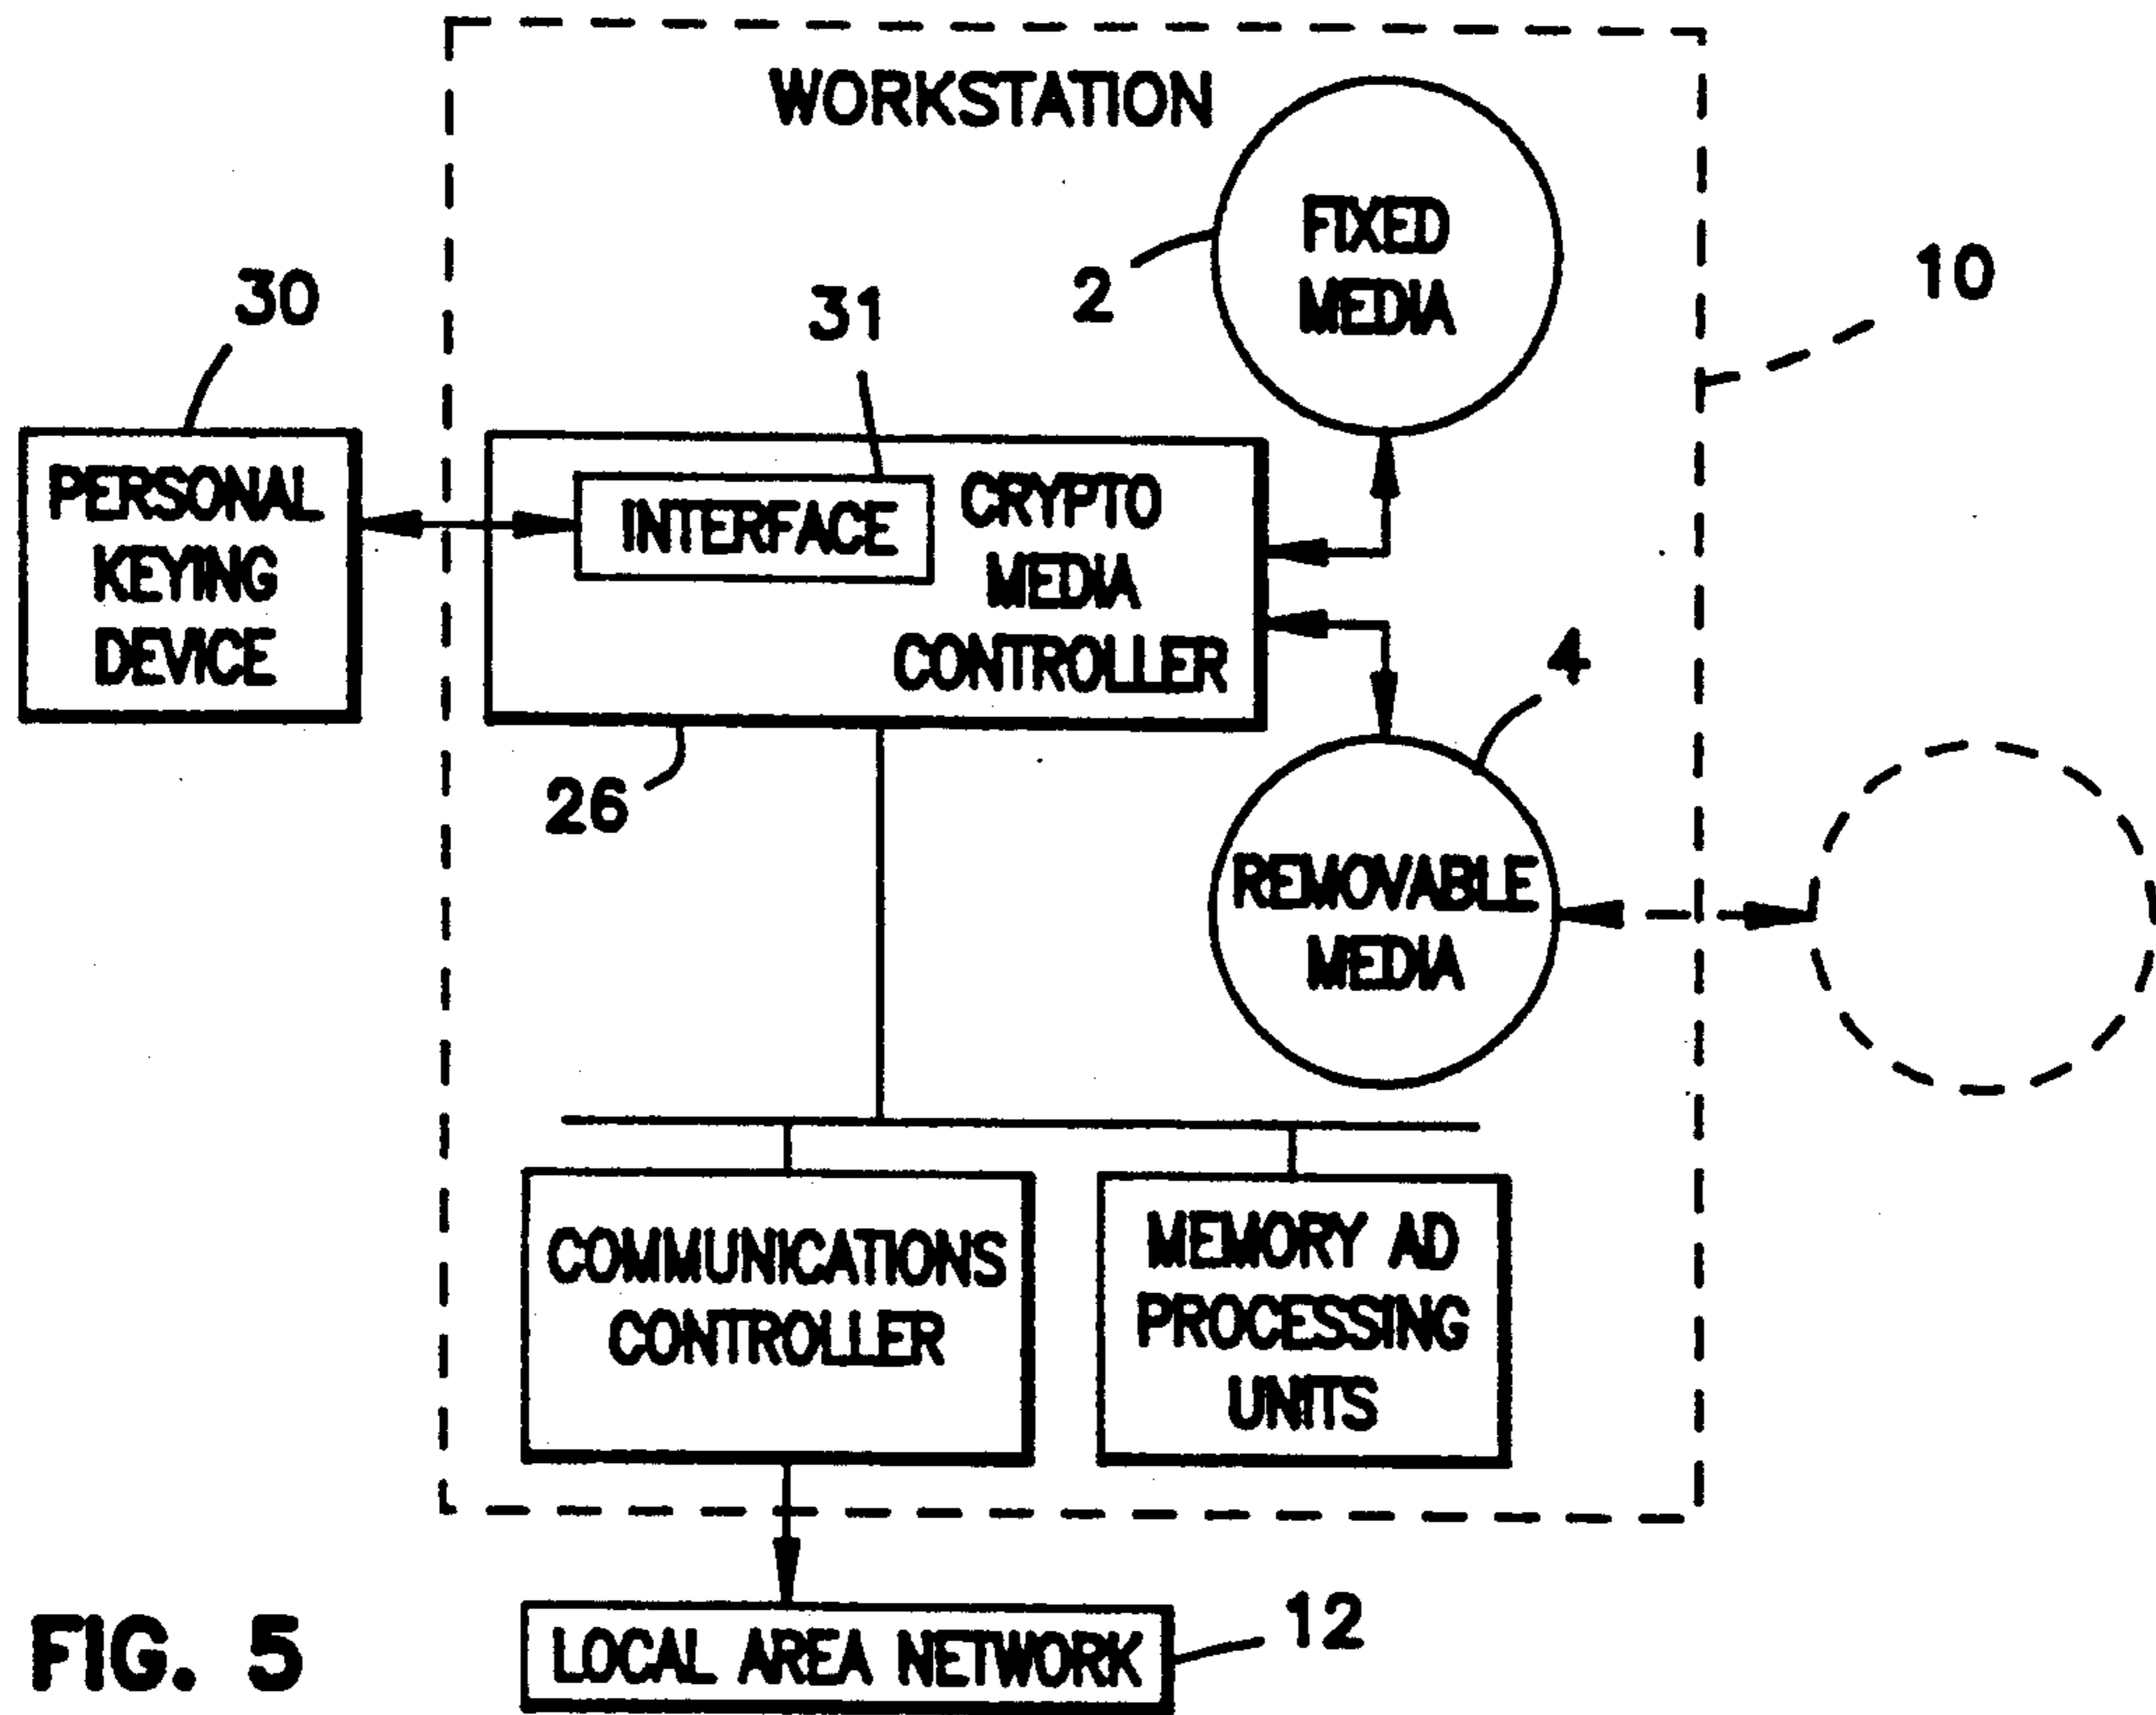 WORKSTATION
FIXED
MEDIA
2
10
30
31
PERSONAL
KEYING
DEVICE
INTERFACE
CRYPTO
MEDIA
CONTROLLER
4
26
REMOVABLE
MEDIA
COMMUNICATIONS
CONTROLLER
MEMORY AD
PROCESSING
UNITS
LOCAL AREA NETWORK
12
FIG. 5